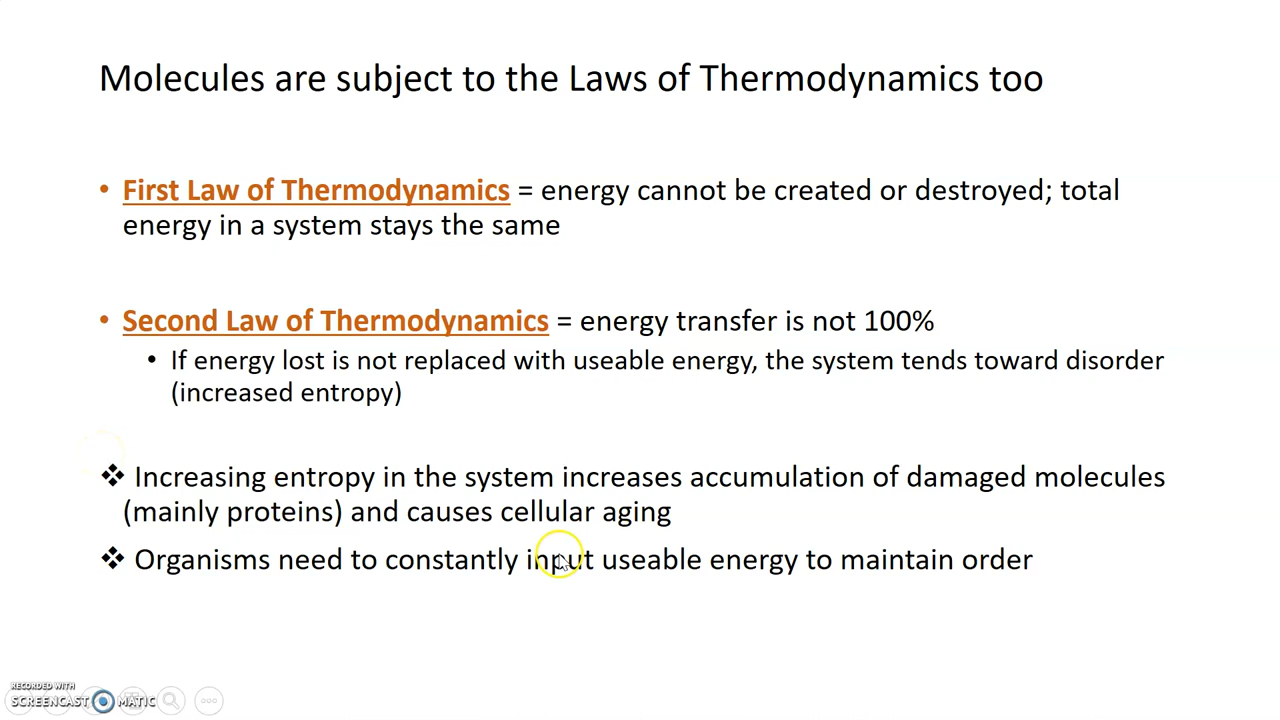 Molecules are subject to the Laws of Thermodynamics too
• First Law of Thermodynamics = energy cannot be created or destroyed; total
energy in a system stays the same
• Second Law of Thermodynamics = energy transfer is not 100%
• If energy lost is not replaced with useable energy, the system tends toward disorder
(increased entropy)
❖ Increasing entropy in the system increases accumulation of damaged molecules
(mainly proteins) and causes cellular aging
❖ Organisms need to constantly input useable energy to maintain order
RECORDED WITH
SCREENCAST MATIC